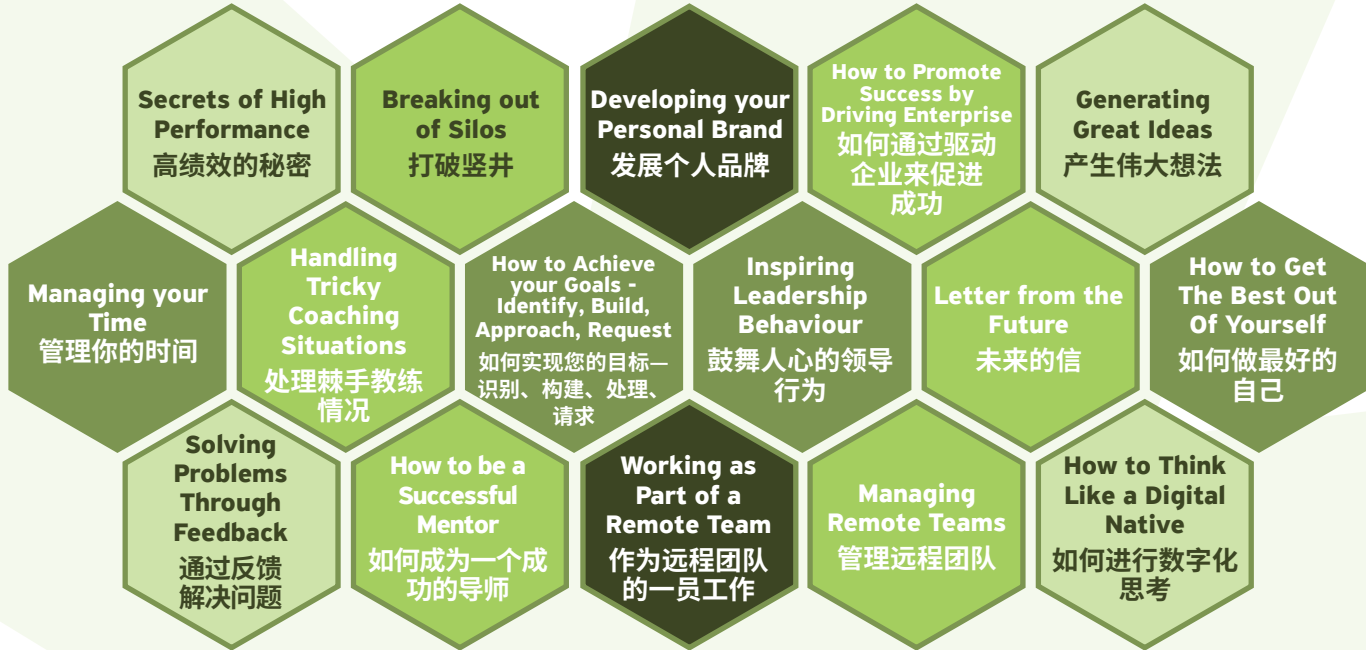 Secrets of High
Performance
高绩效的秘密
Breaking out
of Silos
打破竖井
Developing your
Personal Brand
发展个人品牌
How to Promote
Success by
Driving Enterprise
如何通过驱动
企业来促进
成功
Generating
Great Ideas
产生伟大想法
Managing your
Time
管理你的时间
Handling
Tricky
Coaching
Situations
处理棘手教练
情况
How to Achieve
your Goals -
Identify, Build,
Approach, Request
如何实现您的目标—
识别、构建、处理、
请求
Inspiring
Leadership
Behaviour
鼓舞人心的领导
行为
Letter from the
Future
未来的信
How to Get
The Best Out
Of Yourself
如何做最好的
自己
Solving
Problems
Through
Feedback
通过反馈
解决问题
How to be a
Successful
Mentor
如何成为一个成
功的导师
Working as
Part of a
Remote Team
作为远程团队
的一员工作
Managing
Remote Teams
管理远程团队
How to Think
Like a Digital
Native
如何进行数字化
思考